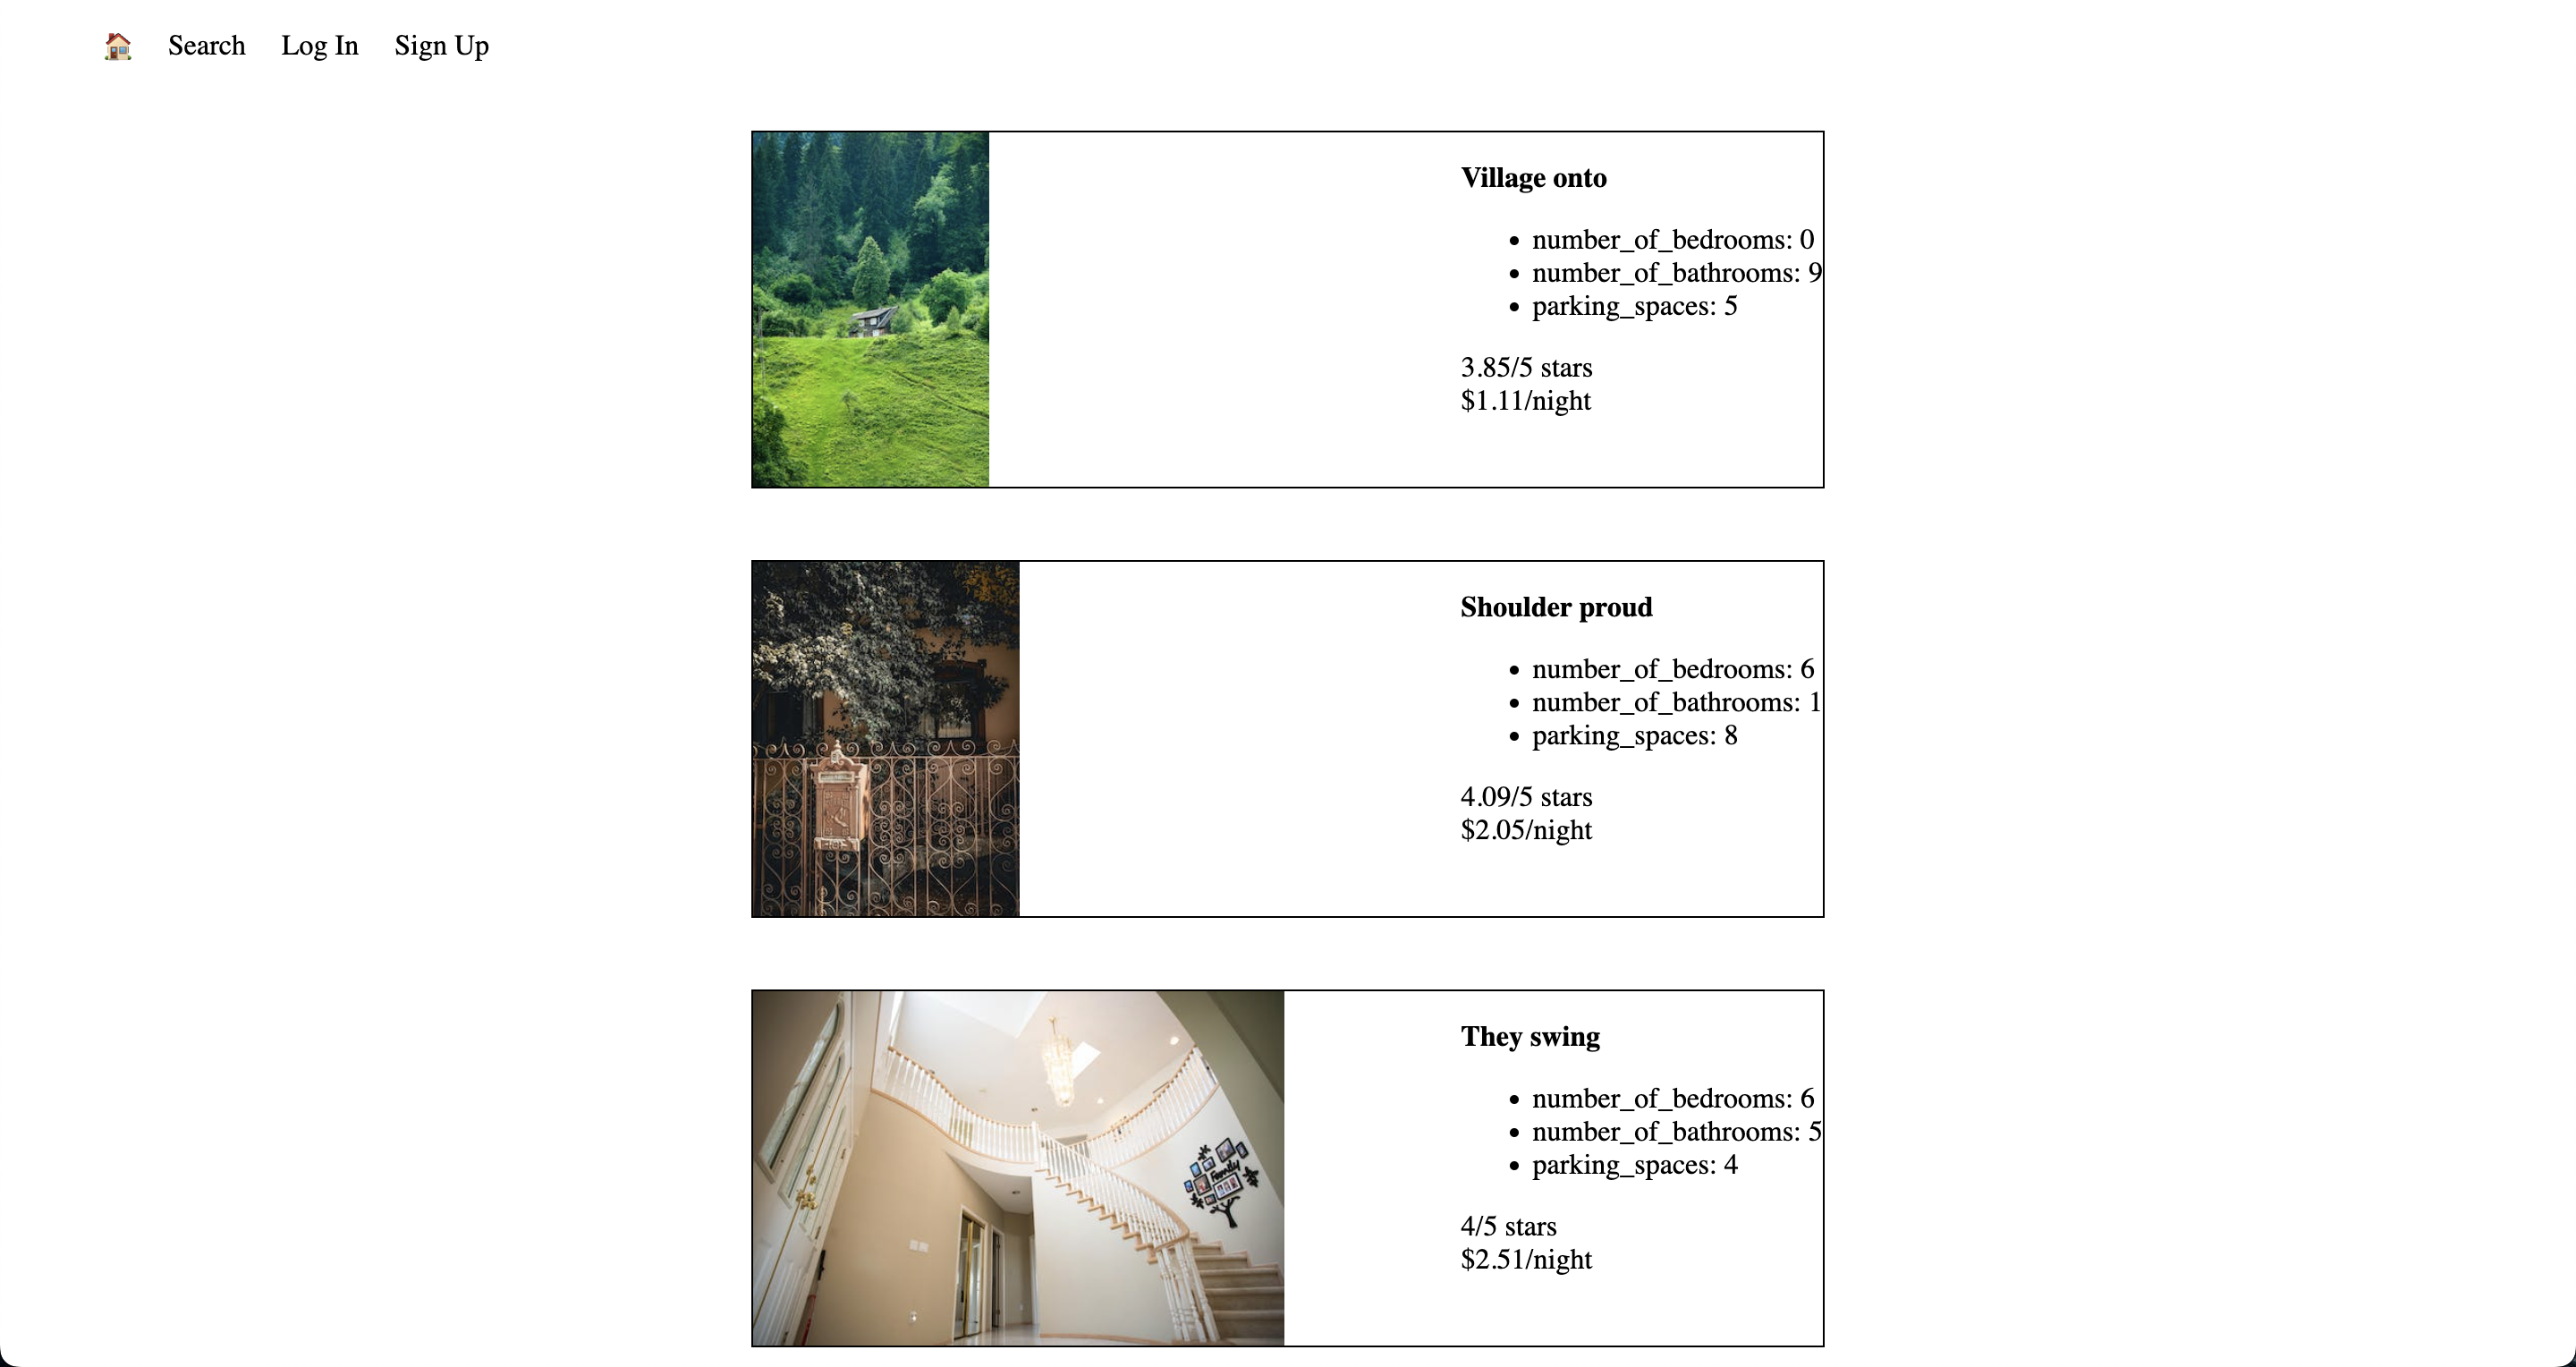 Search Log In Sign Up
Village onto
number_of_bedrooms: 0
number_of_bathrooms: 9
parking_spaces: 5
3.85/5 stars
$1.11/night
Shoulder proud
number_of_bedrooms: 6
number_of_bathrooms: 1
parking_spaces: 8
4.09/5 stars
$2.05/night
They swing
Family
number_of_bedrooms: 6
number_of_bathrooms: 5
parking_spaces: 4
4/5 stars
$2.51/night